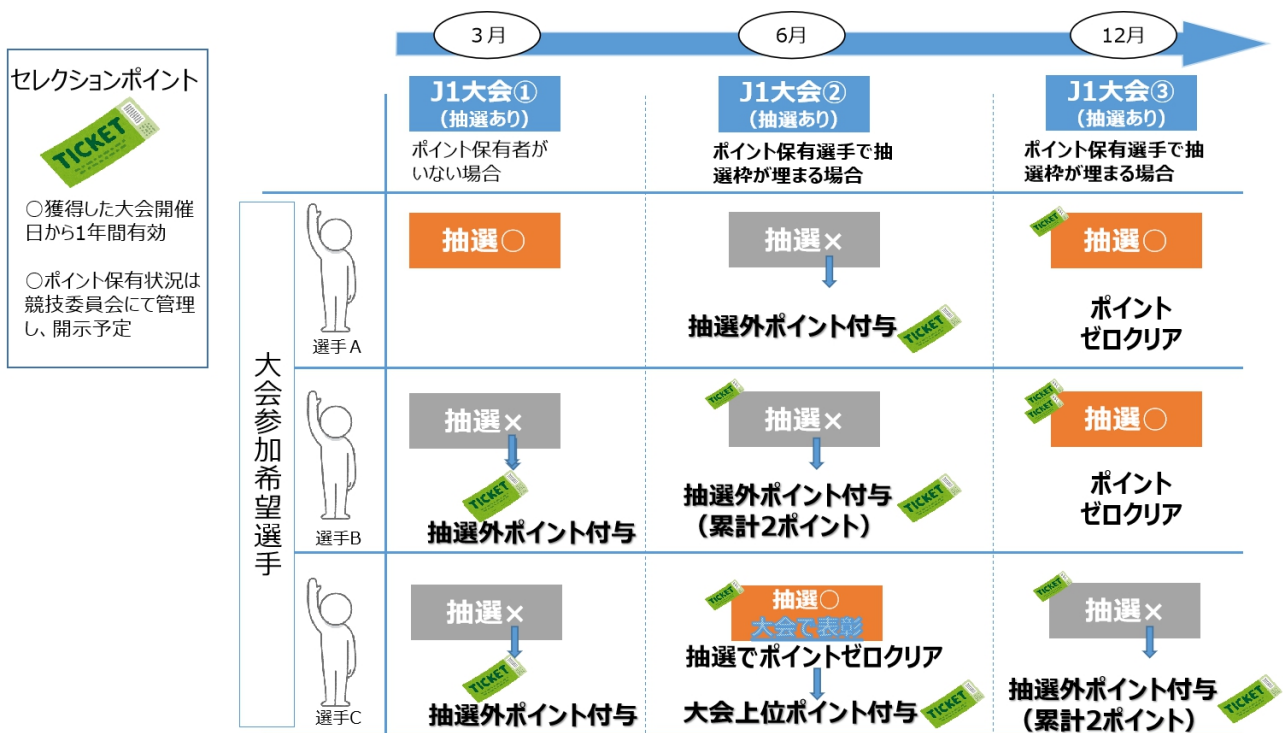 3月
6月
12月
セレクションポイント
TICKET
○獲得した大会開催
日から1年間有効
○ポイント保有状況は
競技委員会にて管理
し、開示予定
J1大会①
(抽選あり)
ポイント保有者が
いない場合
J1大会②
(抽選あり)
ポイント保有選手で抽
選枠が埋まる場合
J1大会③
(抽選あり)
ポイント保有選手で抽
選枠が埋まる場合
大会参加希望選手
選手A
抽選○
抽選×
抽選外ポイント付与
TICKET
TICKET
抽選○
ポイント
ゼロクリア
選手B
抽選×
TICKET
抽選外ポイント付与
TICKET
抽選×
抽選外ポイント付与
(累計2ポイント)
TICKET
TICKET
TICKET
抽選○
ポイント
ゼロクリア
選手C
抽選×
TICKET
抽選外ポイント付与
TICKET
抽選○
大会で表彰
抽選でポイントゼロクリア
大会上位ポイント付与
TICKET
TICKET
抽選×
抽選外ポイント付与
(累計2ポイント)
TICKET